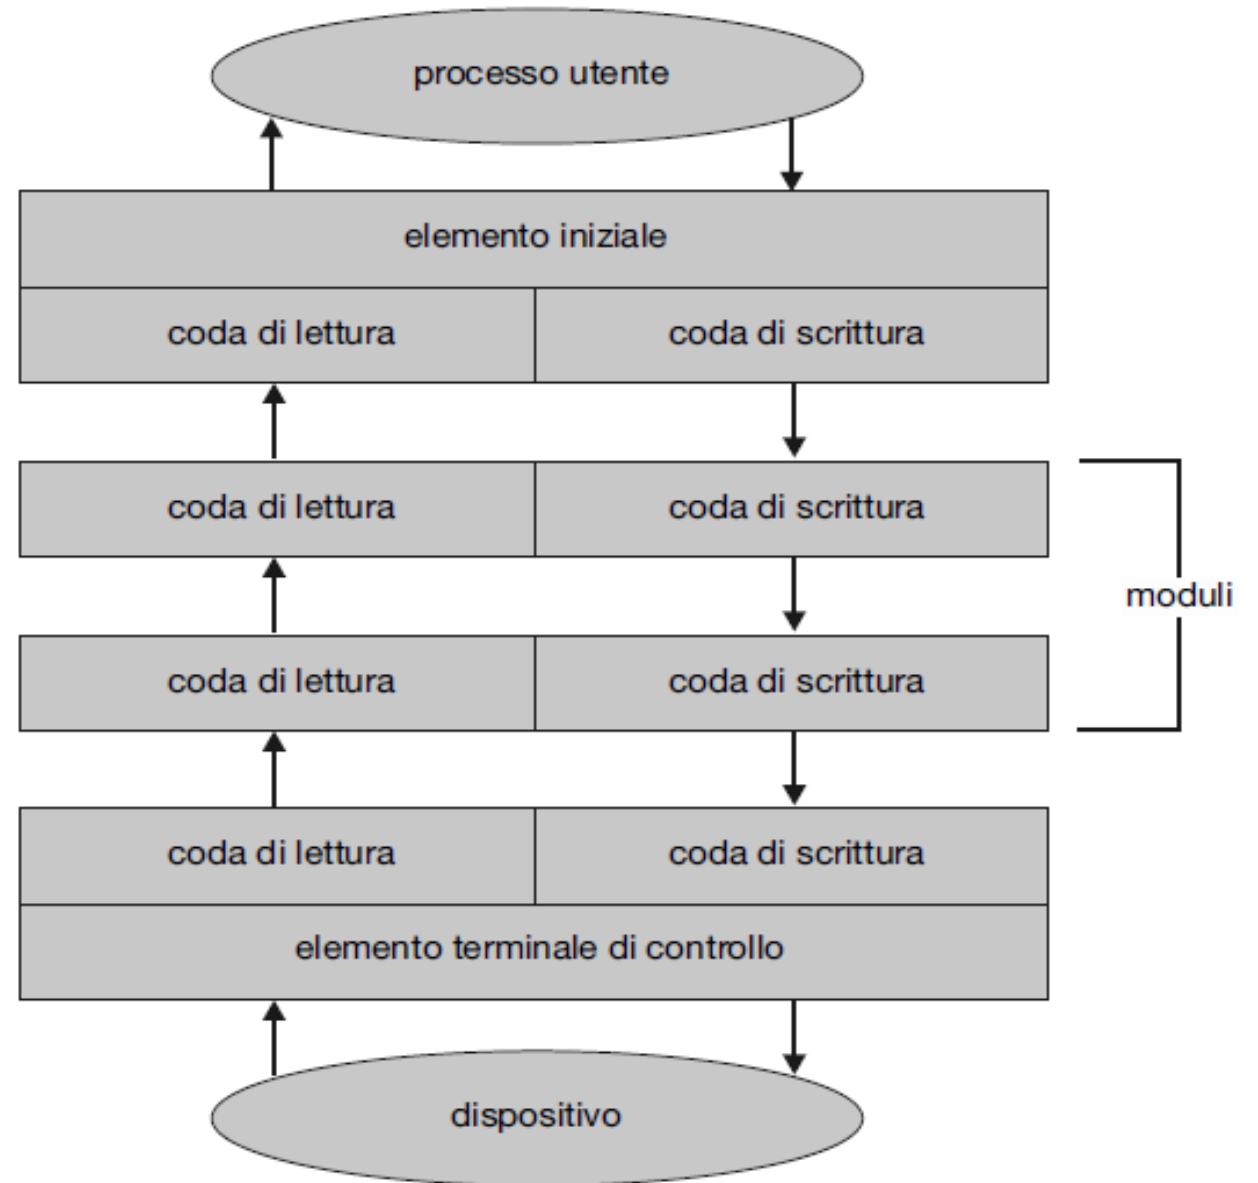 processo utente
elemento iniziale
coda di lettura
coda di scrittura
coda di lettura
coda di scrittura
moduli
coda di lettura
coda di scrittura
coda di lettura
coda di scrittura
elemento terminale di controllo
dispositivo